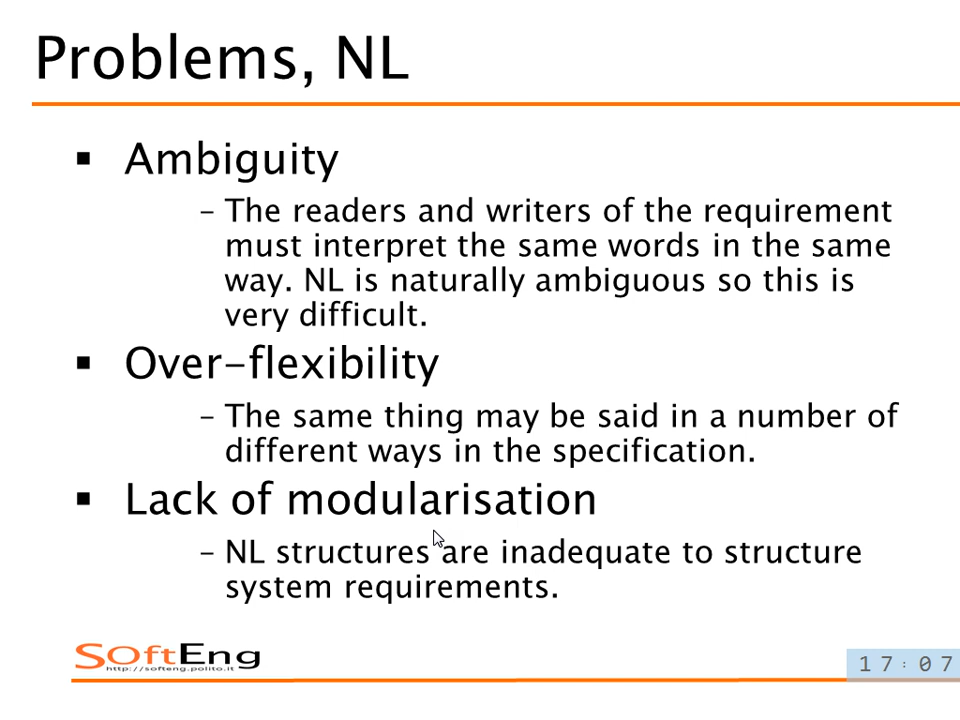 Problems, NL
▪ Ambiguity
– The readers and writers of the requirement
must interpret the same words in the same
way. NL is naturally ambiguous so this is
very difficult.
▪ Over-flexibility
– The same thing may be said in a number of
different ways in the specification.
▪ Lack of modularisation
– NL structures are inadequate to structure
system requirements.
SOftEng
http://softeng.polito.it
17:07